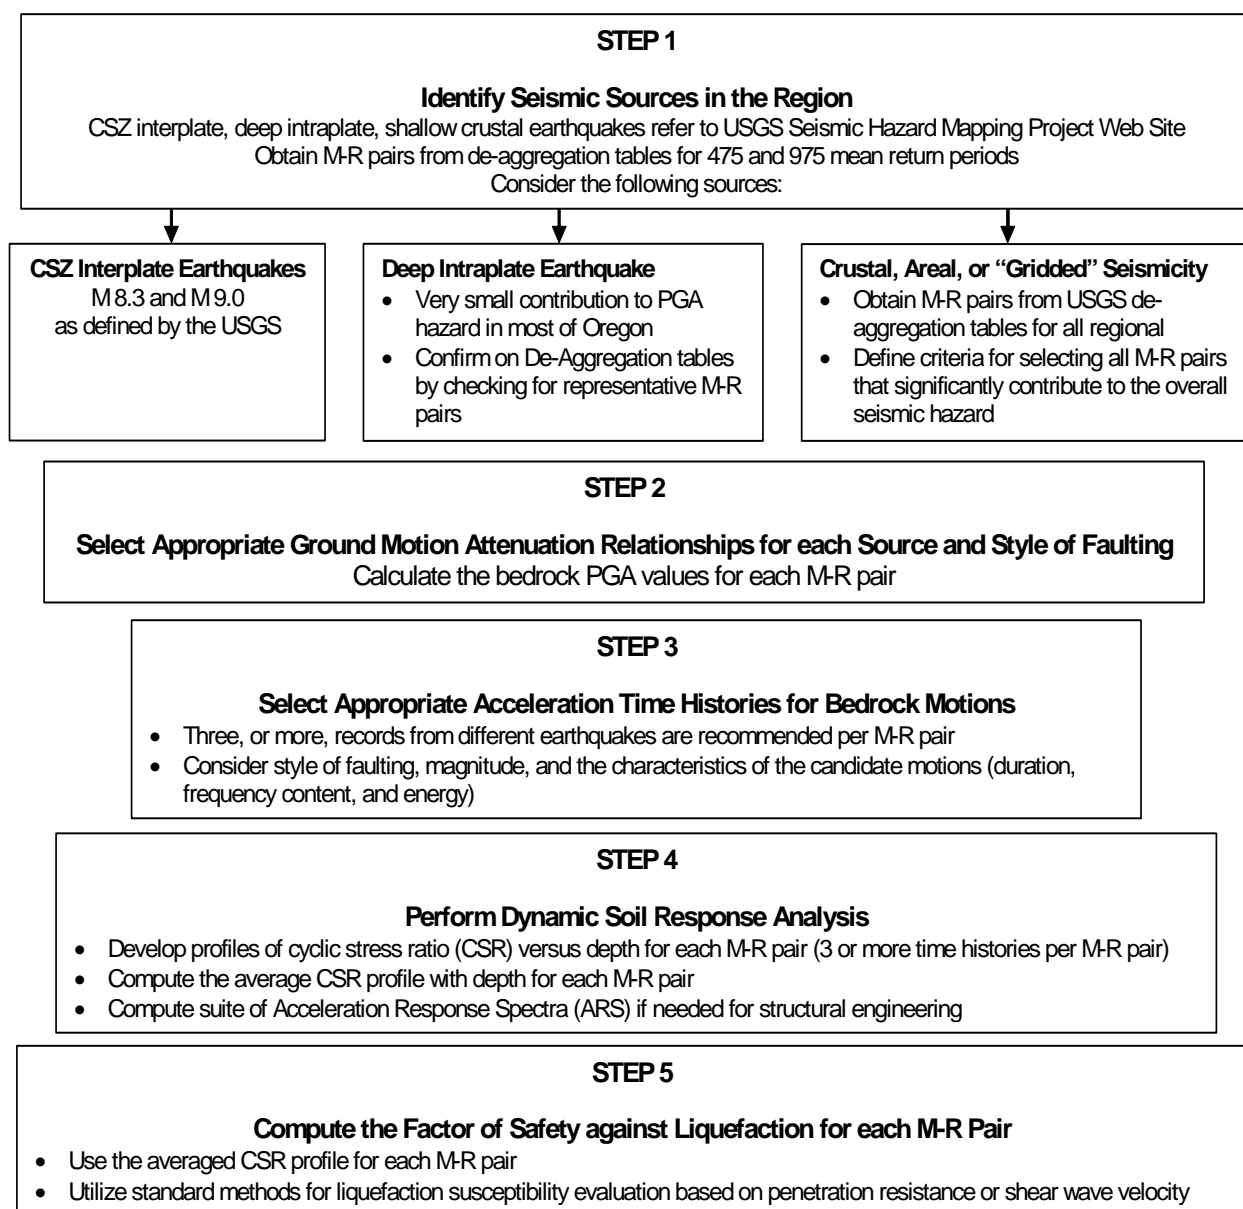 STEP 1
Identify Seismic Sources in the Region
CSZ interplate, deep intraplate, shallow crustal earthquakes refer to USGS Seismic Hazard Mapping Project Web Site
Obtain M-R pairs from de-aggregation tables for 475 and 975 mean return periods
Consider the following sources:
CSZ Interplate Earthquakes
M 8.3 and M 9.0
as defined by the USGS
Deep Intraplate Earthquake
• Very small contribution to PGA
hazard in most of Oregon
• Confirm on De-Aggregation tables
by checking for representative M-R
pairs
Crustal, Areal, or “Gridded” Seismicity
• Obtain M-R pairs from USGS de-
aggregation tables for all regional
• Define criteria for selecting all M-R pairs
that significantly contribute to the overall
seismic hazard
STEP 2
Select Appropriate Ground Motion Attenuation Relationships for each Source and Style of Faulting
Calculate the bedrock PGA values for each M-R pair
STEP 3
Select Appropriate Acceleration Time Histories for Bedrock Motions
• Three, or more, records from different earthquakes are recommended per M-R pair
• Consider style of faulting, magnitude, and the characteristics of the candidate motions (duration,
frequency content, and energy)
STEP 4
Perform Dynamic Soil Response Analysis
• Develop profiles of cyclic stress ratio (CSR) versus depth for each M-R pair (3 or more time histories per M-R pair)
• Compute the average CSR profile with depth for each M-R pair
• Compute suite of Acceleration Response Spectra (ARS) if needed for structural engineering
STEP 5
Compute the Factor of Safety against Liquefaction for each M-R Pair
• Use the averaged CSR profile for each M-R pair
• Utilize standard methods for liquefaction susceptibility evaluation based on penetration resistance or shear wave velocity